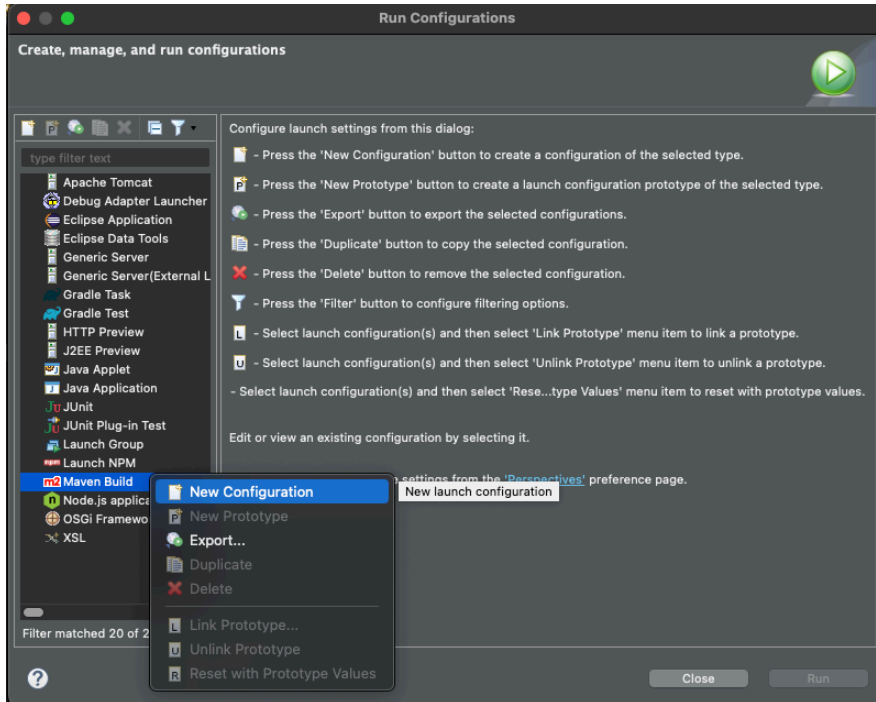 Run Configurations
Create, manage, and run configurations
type filter text
Apache Tomcat
Debug Adapter Launcher
Eclipse Application
Eclipse Data Tools
Generic Server
Generic Server(External L
Gradle Task
Gradle Test
HTTP Preview
J2EE Preview
Java Applet
Java Application
JUnit
JUnit Plug-in Test
Launch Group
Launch NPM
Maven Build
Node.js applica
OSGi Framewo
XSL
Filter matched 20 of 2
Configure launch settings from this dialog:
- Press the 'New Configuration' button to create a configuration of the selected type.
- Press the 'New Prototype' button to create a launch configuration prototype of the selected type.
- Press the 'Export' button to export the selected configurations.
- Press the 'Duplicate' button to copy the selected configuration.
- Press the 'Delete' button to remove the selected configuration.
- Press the 'Filter' button to configure filtering options.
L - Select launch configuration(s) and then select 'Link Prototype' menu item to link a prototype.
U - Select launch configuration(s) and then select 'Unlink Prototype' menu item to unlink a prototype.
- Select launch configuration(s) and then select 'Rese...type Values' menu item to reset with prototype values.
Edit or view an existing configuration by selecting it.
settings from the 'Perspectives' preference page.
New Configuration
New launch configuration
New Prototype
Export...
Duplicate
Delete
Link Prototype...
Unlink Prototype
Reset with Prototype Values
Close
Run